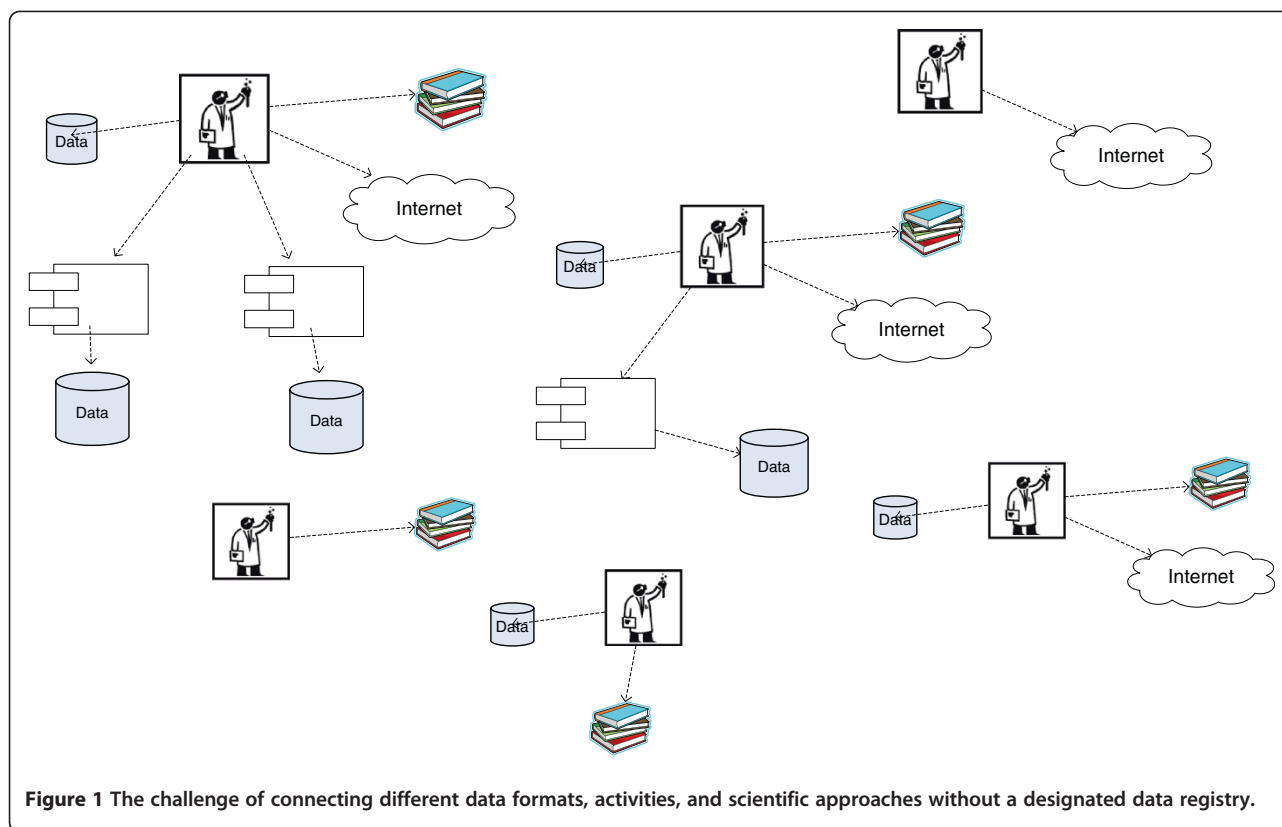 Internet
Data
Internet
Data
Internet
Data
Data
Data
Data
Data
Internet
Data
Figure 1 The challenge of connecting different data formats, activities, and scientific approaches without a designated data registry.